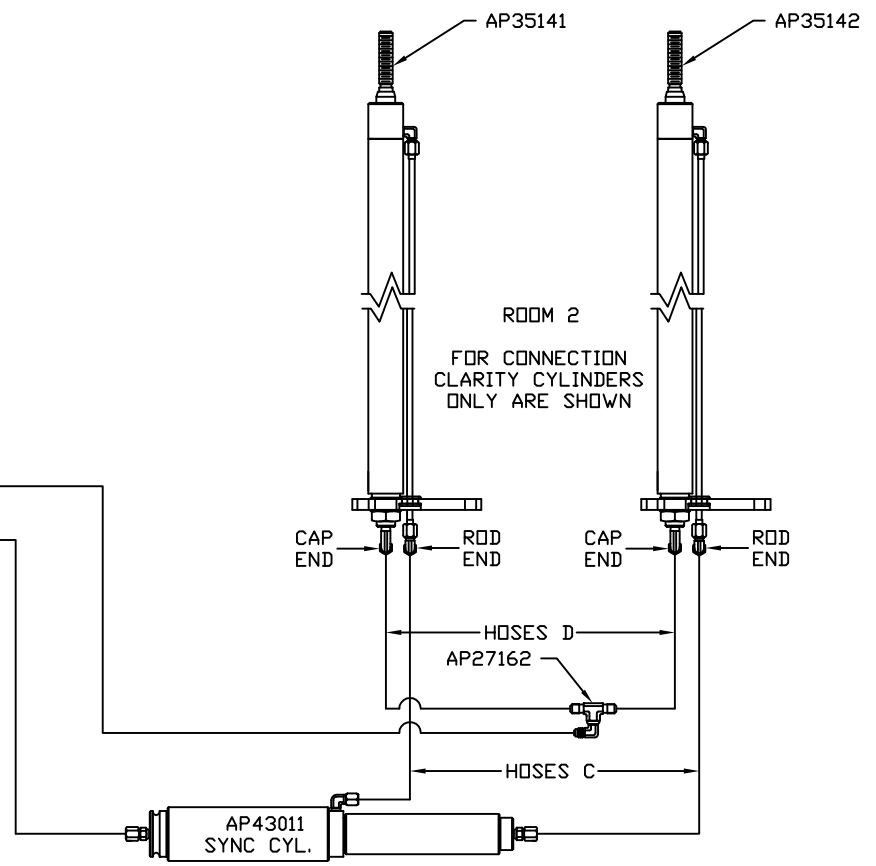 AP35141
AP35142
ROOM 2
FOR CONNECTION
CLARITY CYLINDERS
ONLY ARE SHOWN
CAP
END
ROD
END
CAP
END
ROD
END
HOSES D
AP27162
HOSES C
AP43011
SYNC CYL.